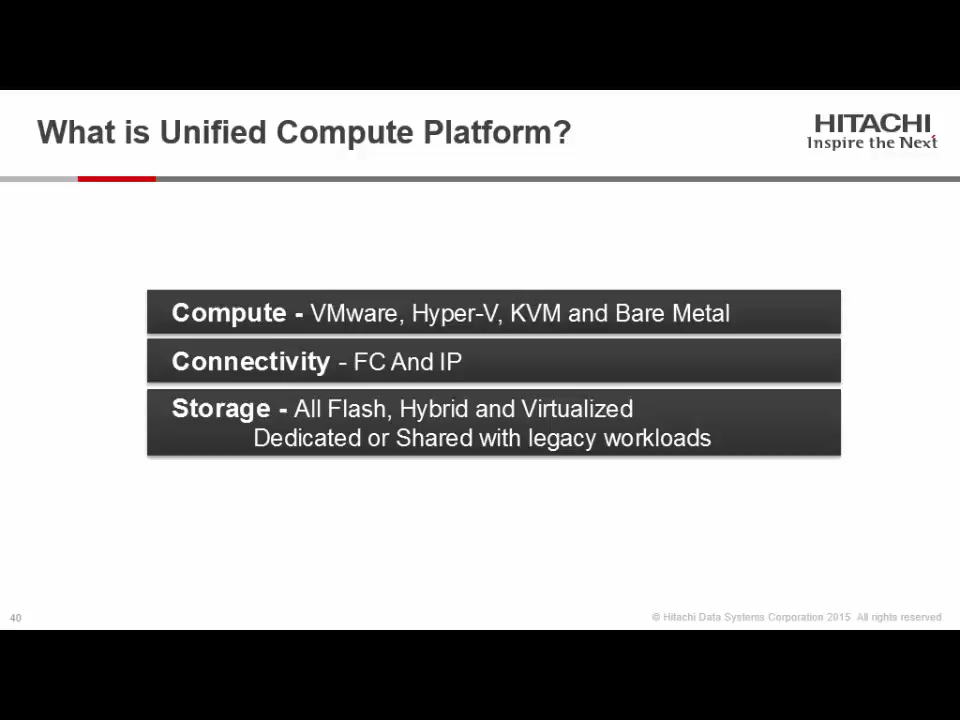 What is Unified Compute Platform?
HITACHI
Inspire the Next
Compute - VMware, Hyper-V, KVM and Bare Metal
Connectivity - FC And IP
Storage - All Flash, Hybrid and Virtualized
Dedicated or Shared with legacy workloads
40
© Hitachi Data Systems Corporation 2015 All rights reserved